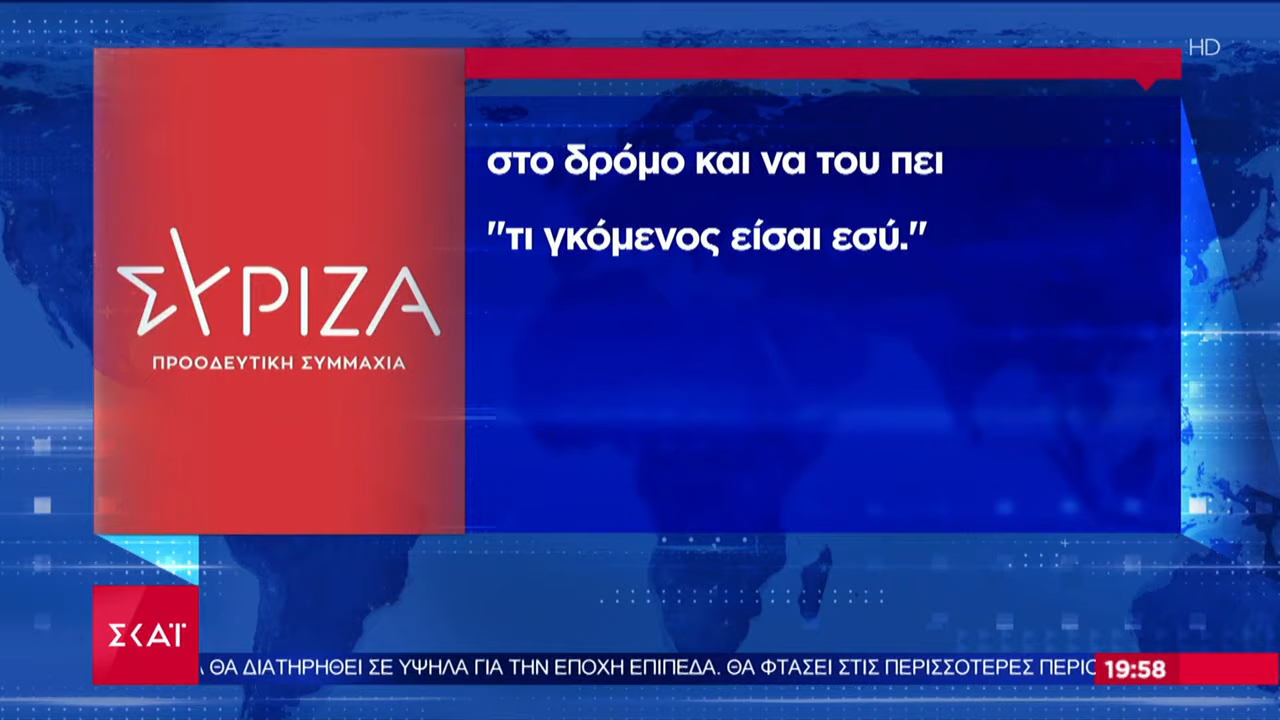 HD
στο δρόμο και να του πει
"τι γκόμενος είσαι εσύ."
ΣΥΡΙΖΑ
ΠΡΟΟΔΕΥΤΙΚΗ ΣΥΜΜΑΧΙΑ
ΣΚΑΪ
ΘΑ ΔΙΑΤΗΡΗΘΕΙ ΣΕ ΥΨΗΛΑ ΓΙΑ ΤΗΝ ΕΠΟΧΗ ΕΠΙΠΕΔΑ. ΘΑ ΦΤΑΣΕΙ ΣΤΙΣ ΠΕΡΙΣΣΟΤΕΡΕΣ 19:58